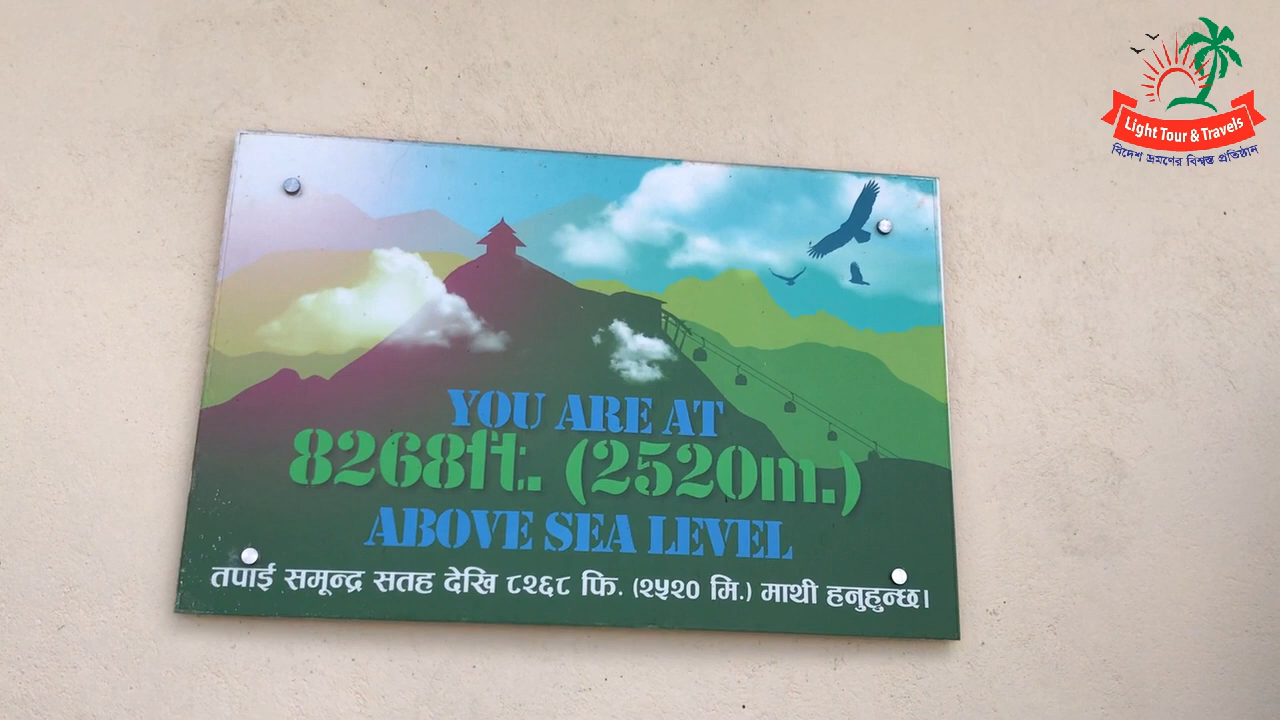 Light Tour & Travels
বিদেশ ভ্রমণের বিশ্বস্ত প্রতিষ্ঠান
YOU ARE AT
8268ft. (2520m.)
ABOVE SEA LEVEL
तपाई समून्द्र सतह देखि ८२६८ फि. (२५२० मि.) माथी हनुहुन्छ।